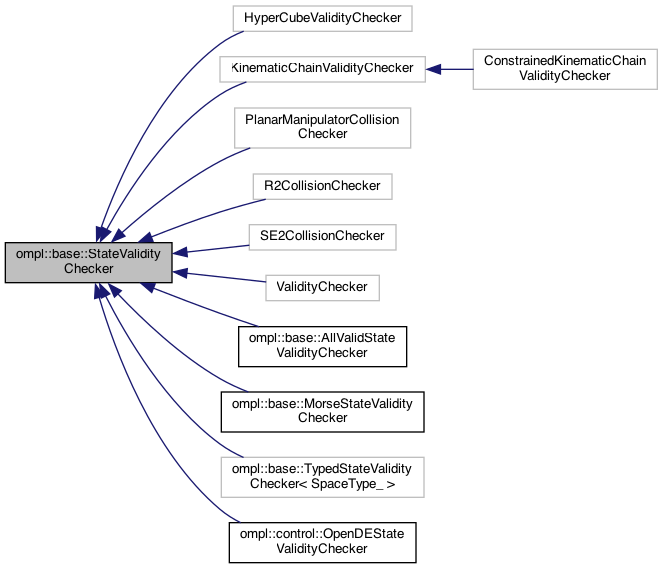 HyperCubeValidityChecker
KinematicChainValidityChecker
ConstrainedKinematicChain
ValidityChecker
PlanarManipulatorCollision
Checker
R2CollisionChecker
SE2CollisionChecker
ompl::base::StateValidity
Checker
ValidityChecker
ompl::base::AllValidState
ValidityChecker
ompl::base::MorseStateValidity
Checker
ompl::base::TypedStateValidity
Checker< SpaceType_ >
ompl::control::OpenDEState
ValidityChecker